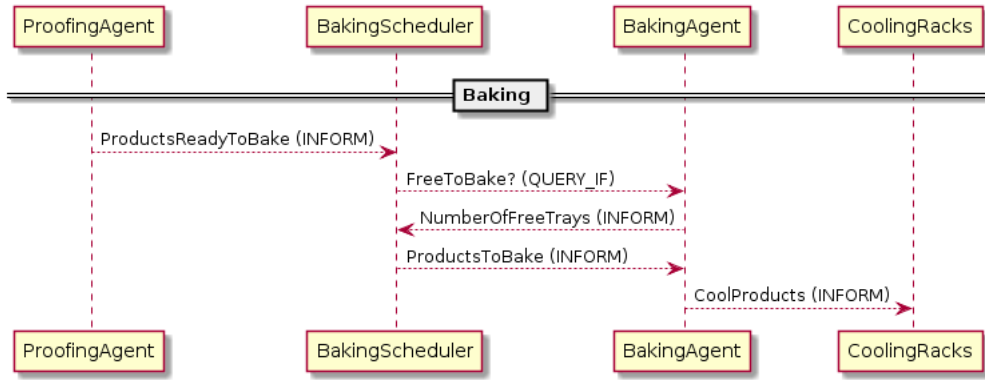 ProofingAgent BakingScheduler BakingAgent CoolingRacks
Baking
ProductsReadyToBake (INFORM)
FreeToBake? (QUERY_IF)
NumberOfFreeTrays (INFORM)
ProductsToBake (INFORM)
CoolProducts (INFORM)
ProofingAgent BakingScheduler BakingAgent CoolingRacks